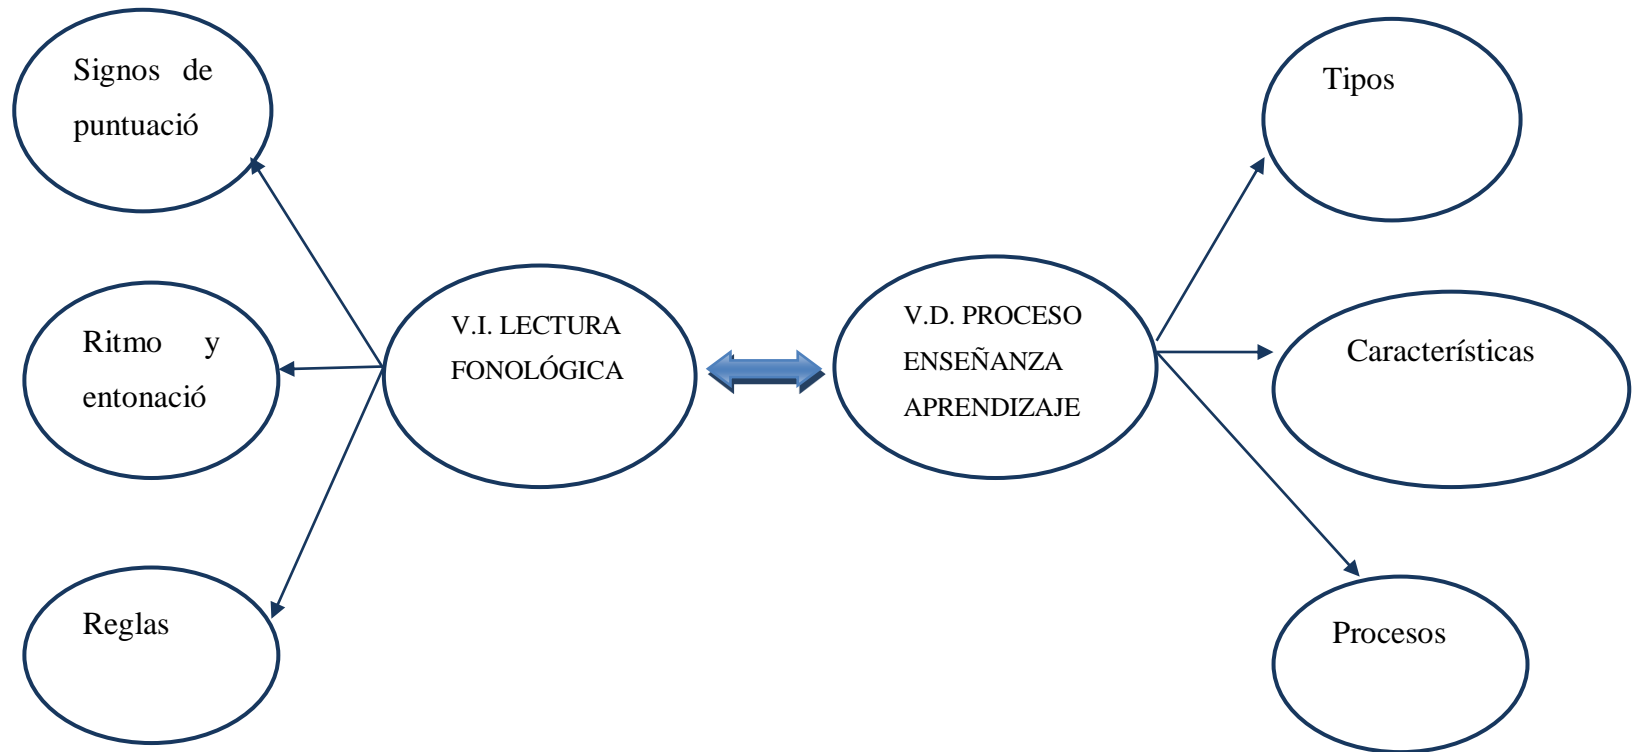 Signos de
puntuació
Ritmo y
entonació
Reglas
V.I. LECTURA
FONOLÓGICA
V.D. PROCESO
ENSEÑANZA
APRENDIZAJE
Tipos
Características
Procesos